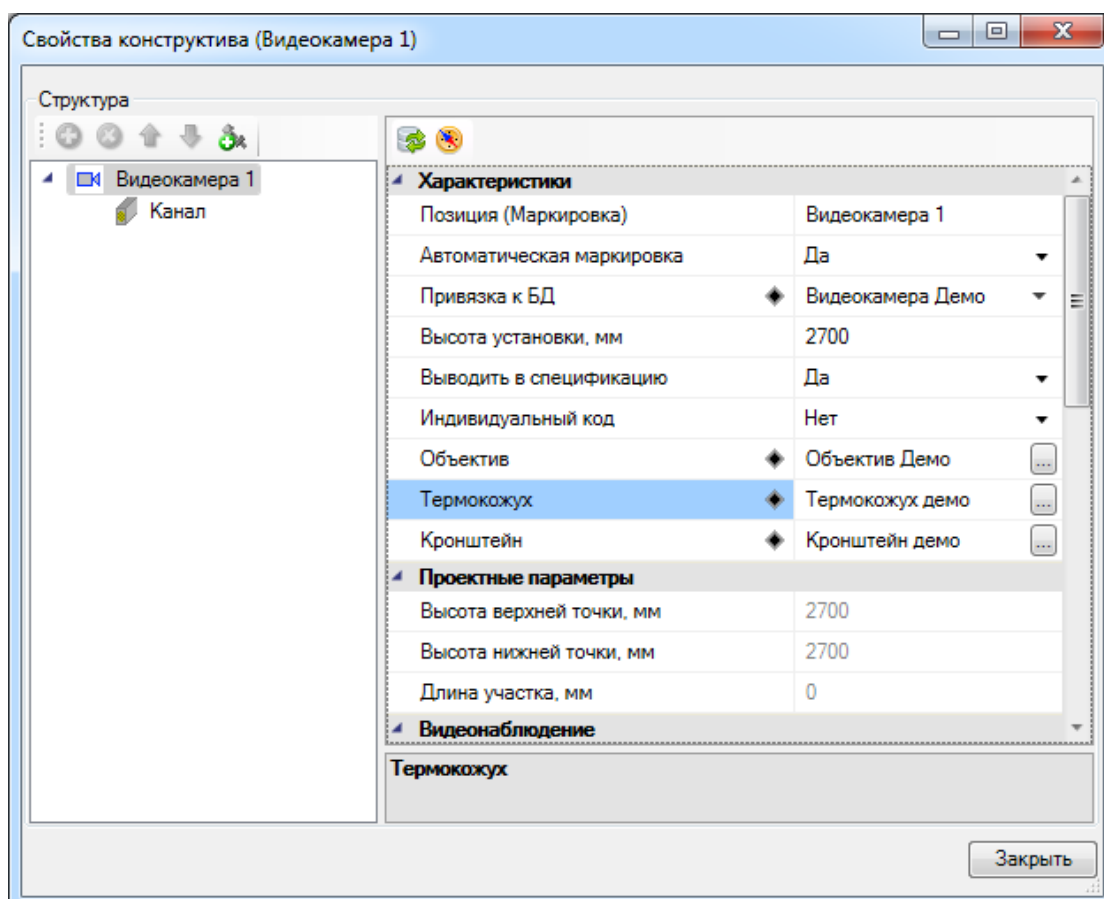 Свойства конструктива (Видеокамера 1)
Структура
Видеокамера 1
Канал
Характеристики
Позиция (Маркировка) Видеокамера 1
Автоматическая маркировка Да
Привязка к БД Видеокамера Демо
Высота установки, мм 2700
Выводить в спецификацию Да
Индивидуальный код Нет
Объектив Объектив Демо ...
Термокожух Термокожух демо ...
Кронштейн Кронштейн демо ...
Проектные параметры
Высота верхней точки, мм 2700
Высота нижней точки, мм 2700
Длина участка, мм 0
Видеонаблюдение
Термокожух
Закрыть